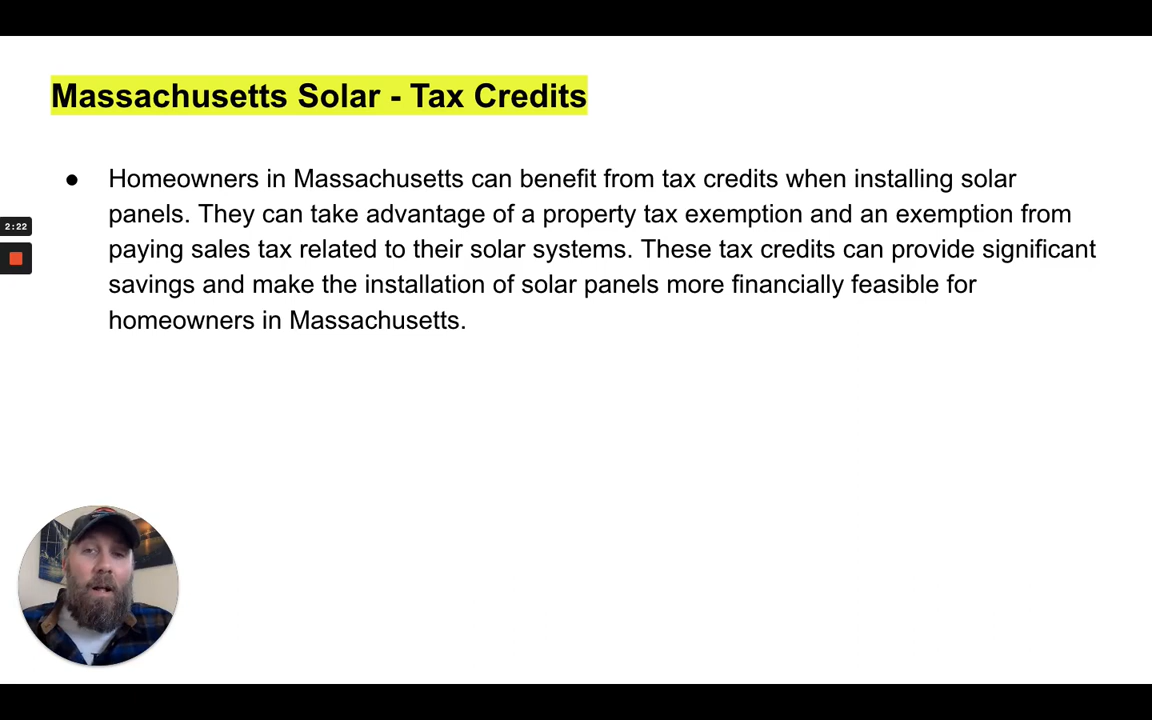 Massachusetts Solar - Tax Credits
● Homeowners in Massachusetts can benefit from tax credits when installing solar
panels. They can take advantage of a property tax exemption and an exemption from
paying sales tax related to their solar systems. These tax credits can provide significant
savings and make the installation of solar panels more financially feasible for
homeowners in Massachusetts.
2:22